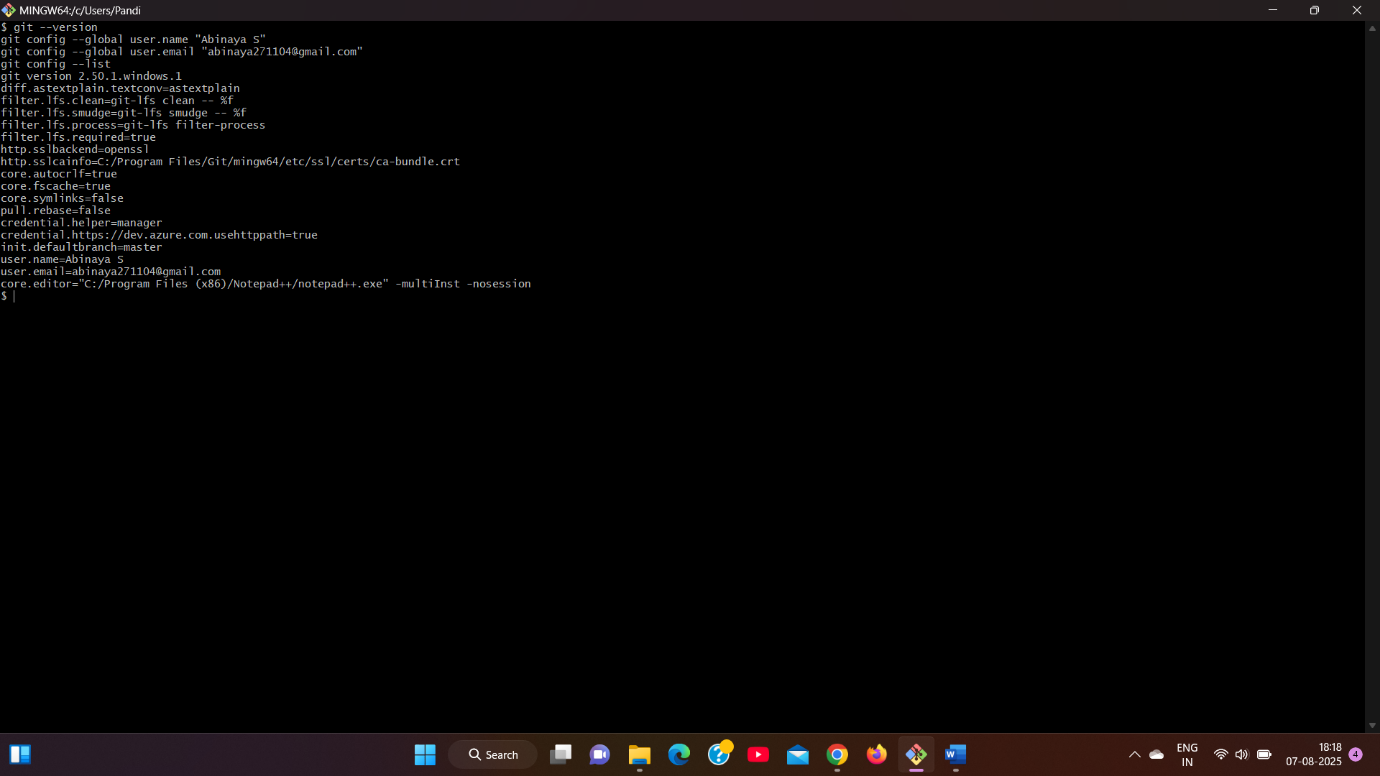 MINGW64:/c/Users/Pandi
$ git --version
git config --global user.name "Abinaya S"
git config --global user.email "abinaya271104@gmail.com"
git config --list
git version 2.50.1.windows.1
diff.astextplain.textconv=astextplain
filter.lfs.clean=git-lfs clean -- %f
filter.lfs.smudge=git-lfs smudge -- %f
filter.lfs.process=git-lfs filter-process
filter.lfs.required=true
http.sslbackend=openssl
http.sslcainfo=C:/Program Files/Git/mingw64/etc/ssl/certs/ca-bundle.crt
core.autocrlf=true
core.fscache=true
core.symlinks=false
pull.rebase=false
credential.helper=manager
credential.https://dev.azure.com.usehttppath=true
init.defaultbranch=master
user.name=Abinaya S
user.email=abinaya271104@gmail.com
core.editor="C:/Program Files (x86)/Notepad++/notepad++.exe" -multiInst -nosession
$
Search
ENG
IN
18:18
07-08-2025
4